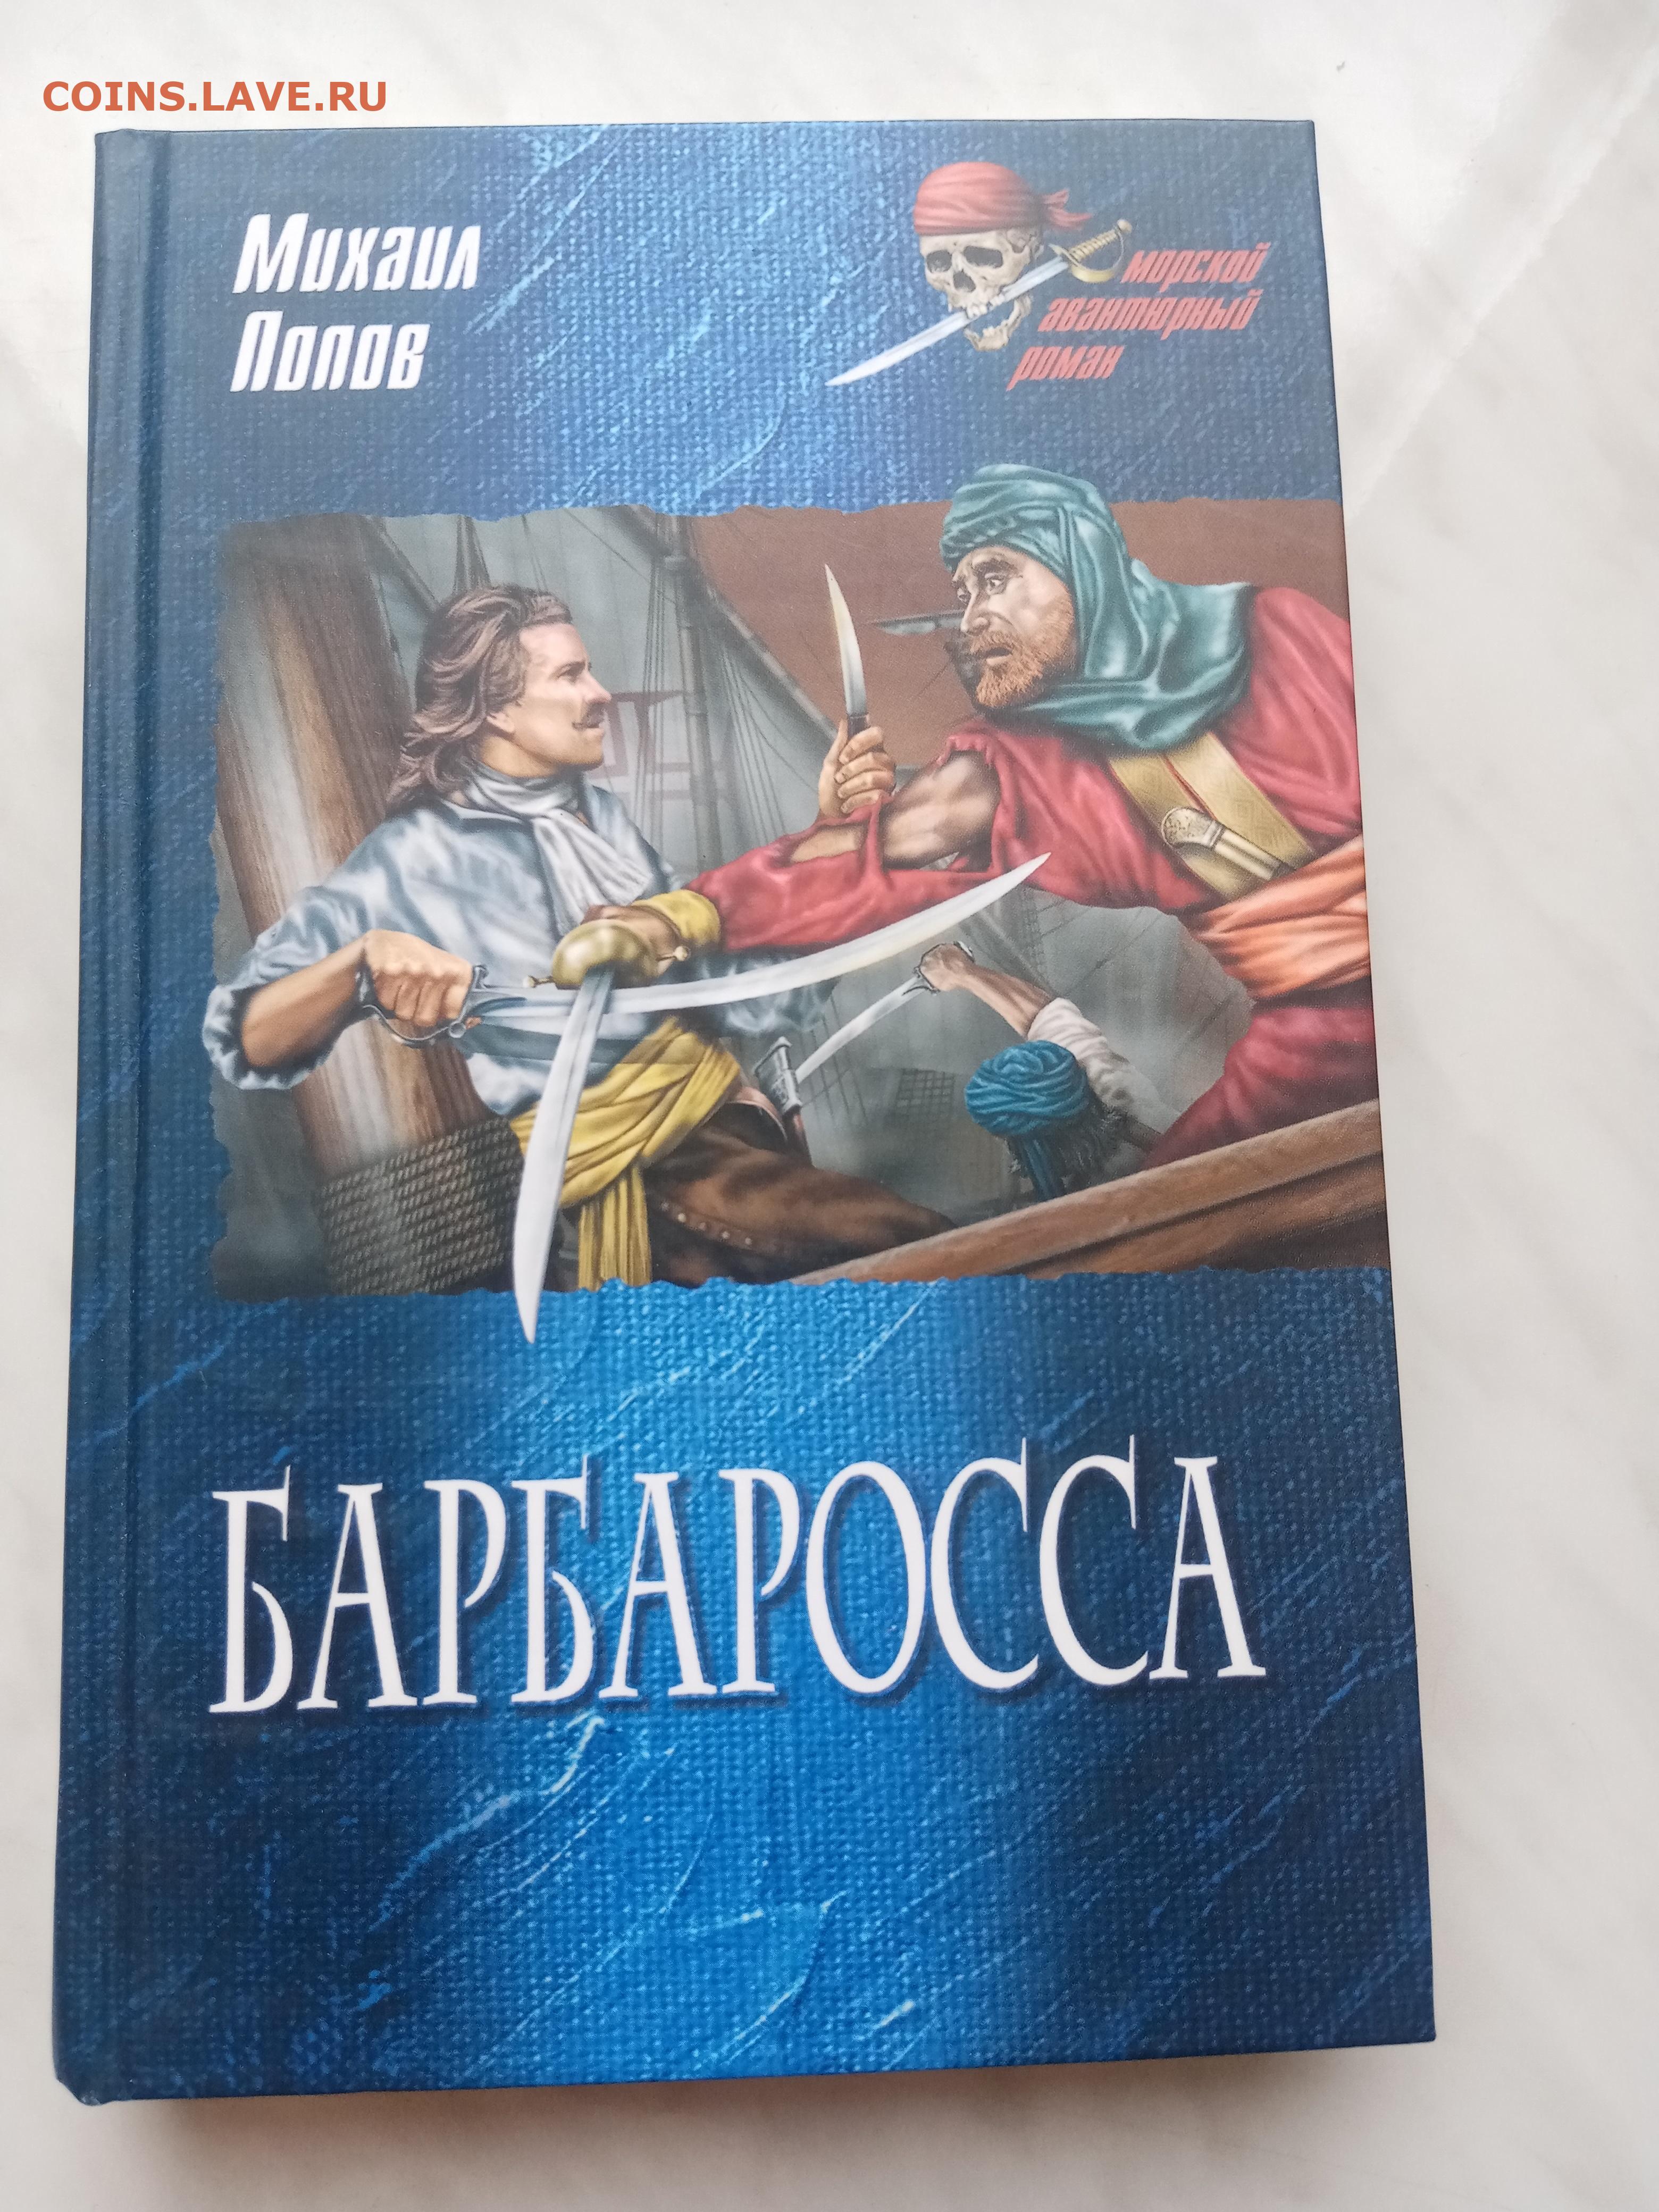 COINS.LAVE.RU
Михаил
Попов
морской
авантюрный
роман
БАРБАРОССА